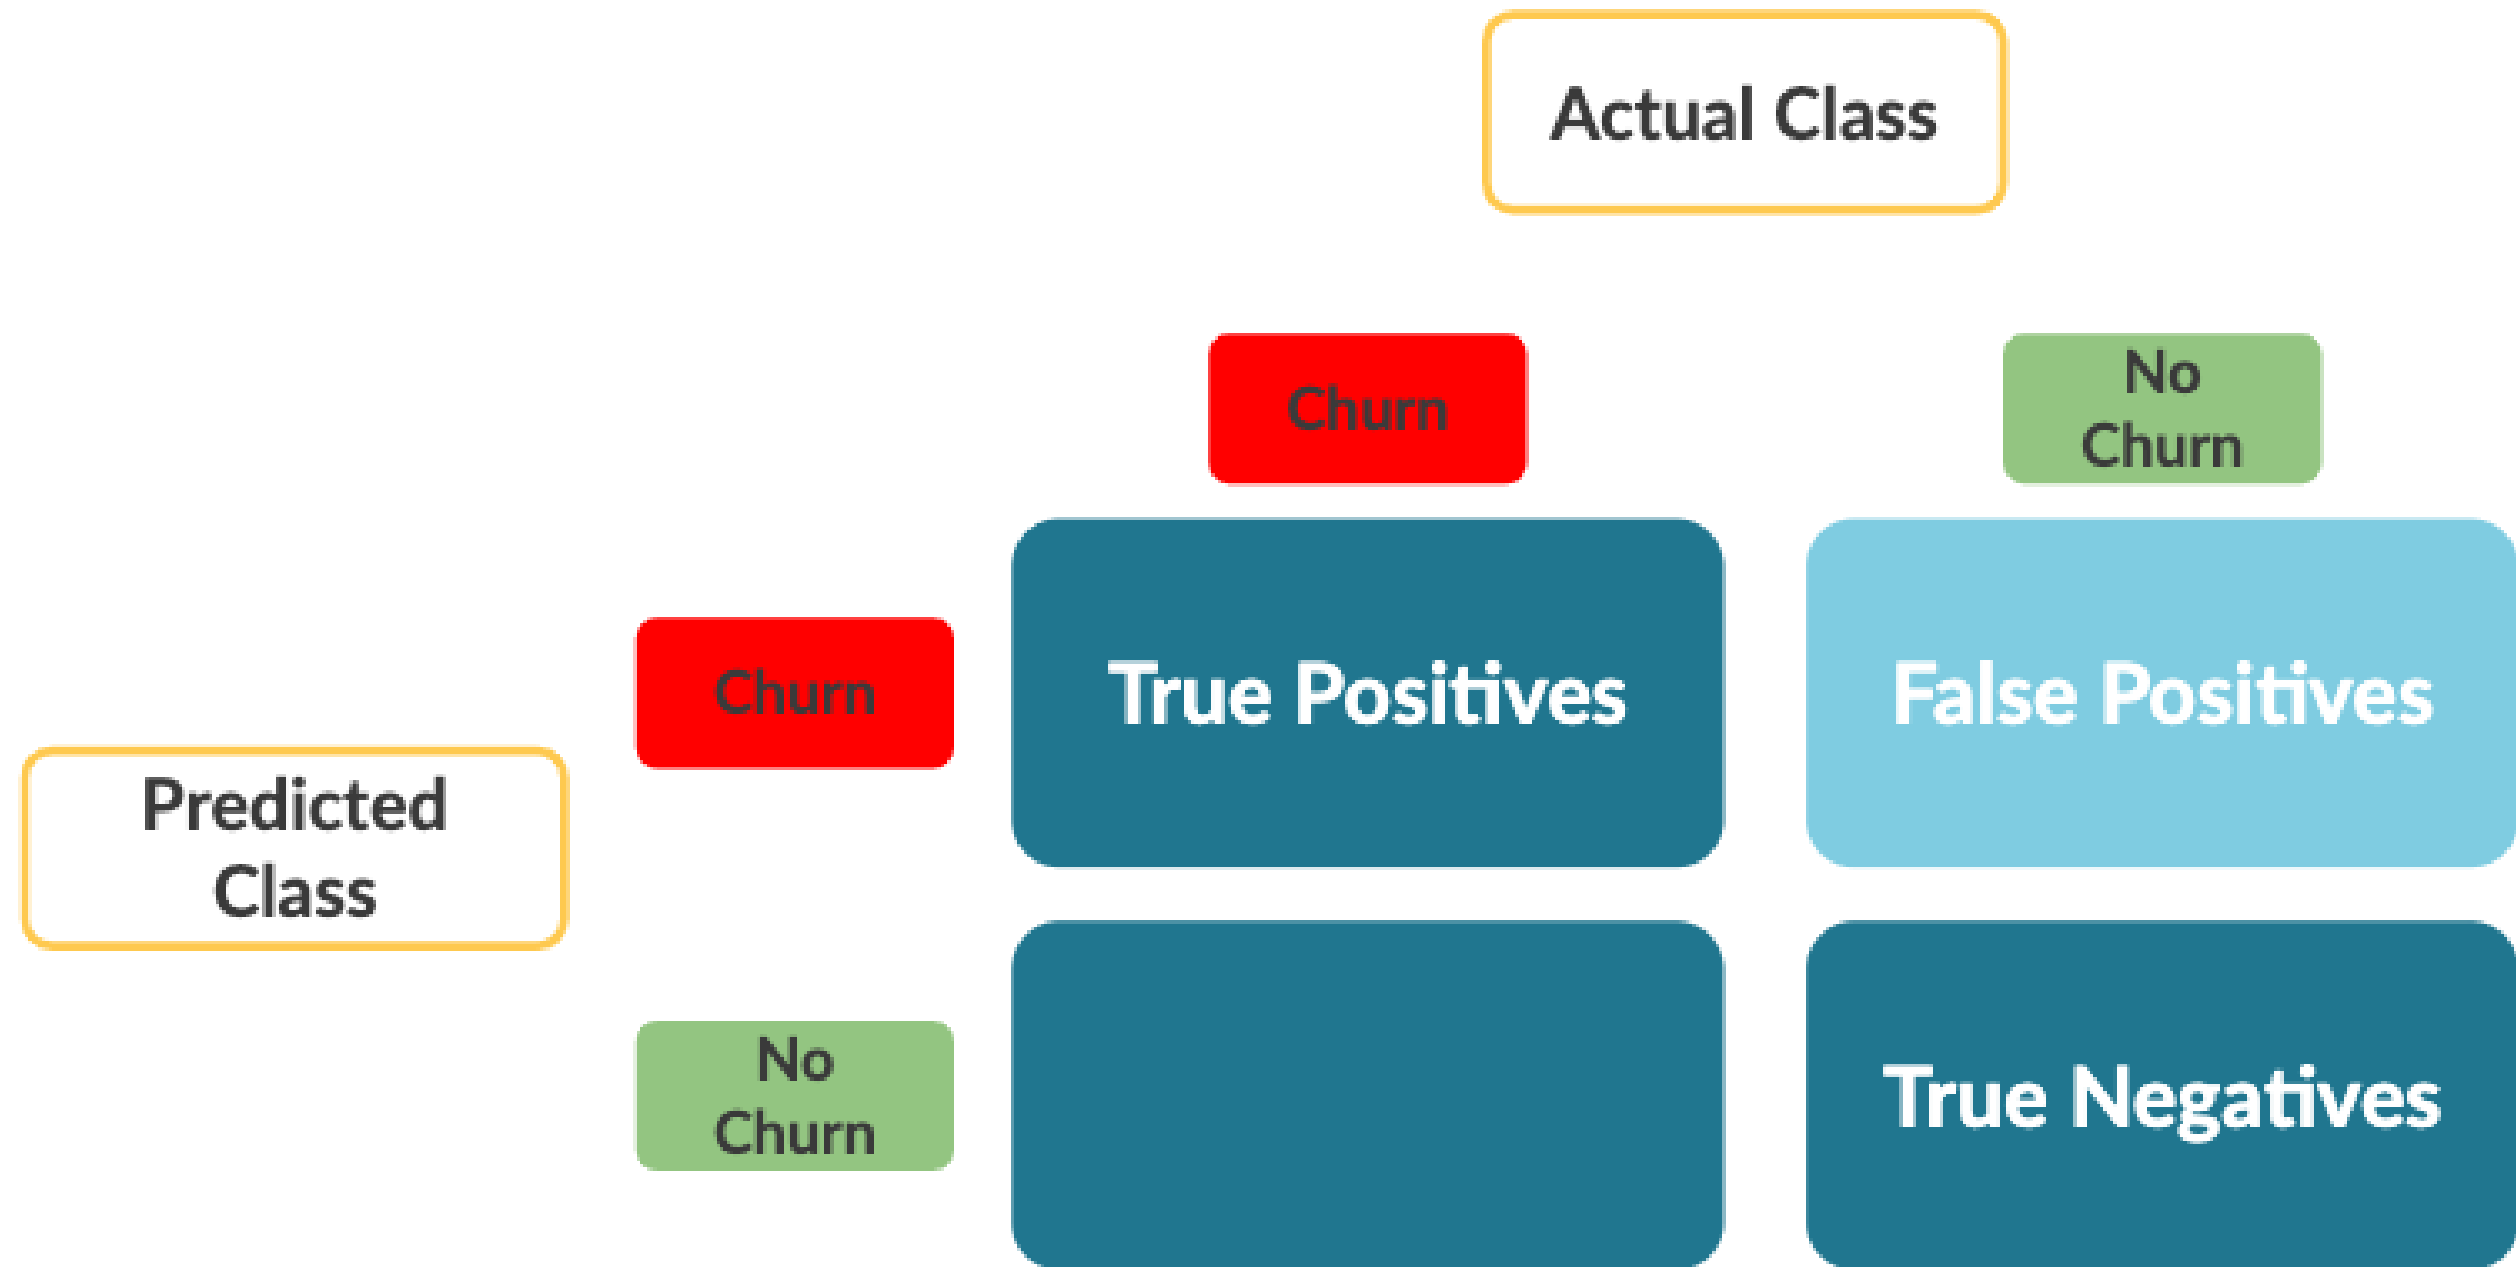 Actual Class
Churn
No
Churn
Churn
True Positives
False Positives
Predicted
Class
No
Churn
True Negatives